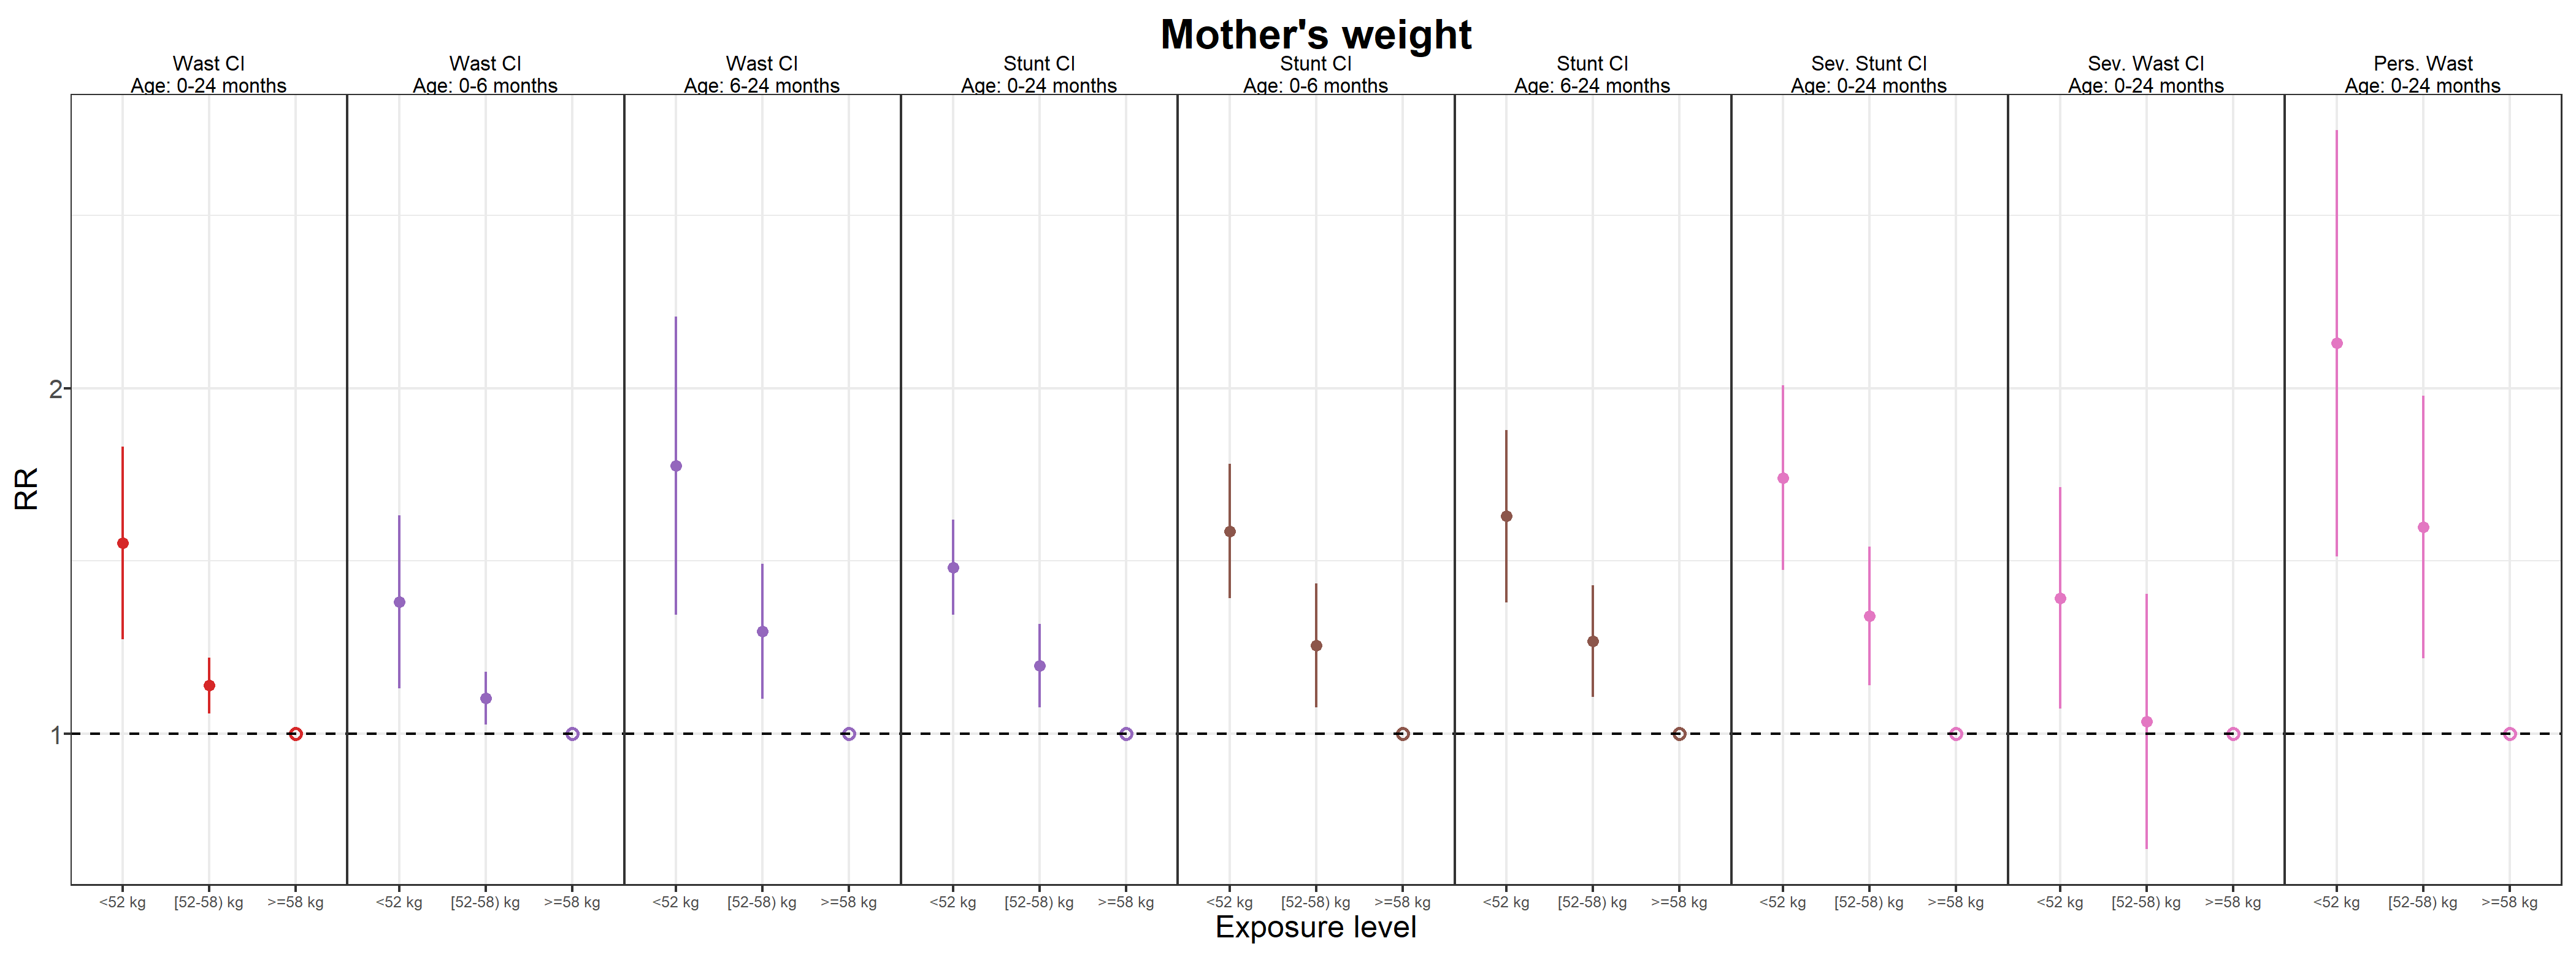 Mother's weight
Wast CI Wast CI Wast CI Stunt CI Stunt CI Stunt CI Sev. Stunt CI Sev. Wast CI Pers. Wast
Age: 0-24 months Age: 0-6 months Age: 6-24 months Age: 0-24 months Age: 0-6 months Age: 6-24 months Age: 0-24 months Age: 0-24 months Age: 0-24 months
2
RR
1
<52 kg [52-58) kg >=58 kg <52 kg [52-58) kg >=58 kg <52 kg [52-58) kg >=58 kg <52 kg [52-58) kg >=58 kg <52 kg [52-58) kg >=58 kg <52 kg [52-58) kg >=58 kg <52 kg [52-58) kg >=58 kg <52 kg [52-58) kg >=58 kg <52 kg [52-58) kg >=58 kg
Exposure level